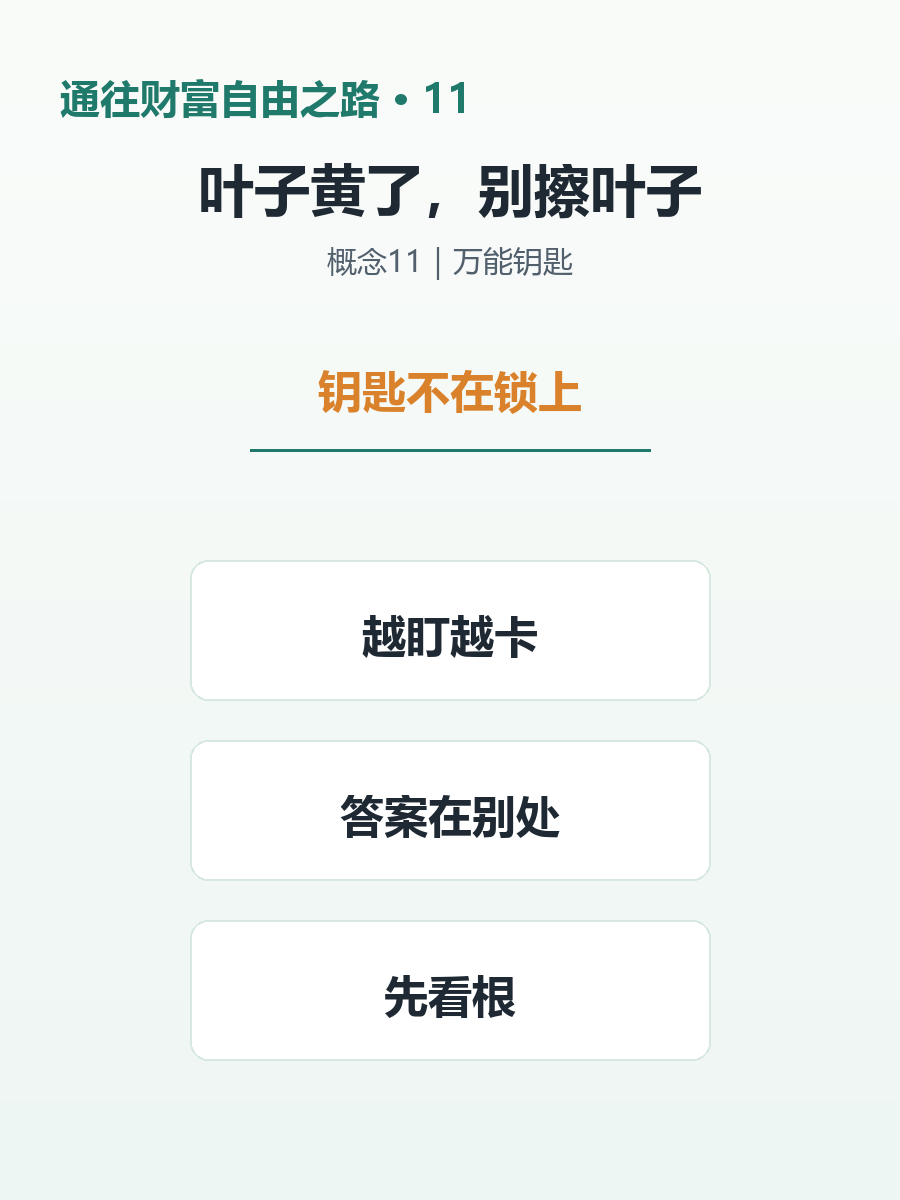 通往财富自由之路·11
叶子黄了，别擦叶子
概念11｜万能钥匙
钥匙不在锁上
越盯越卡
答案在别处
先看根